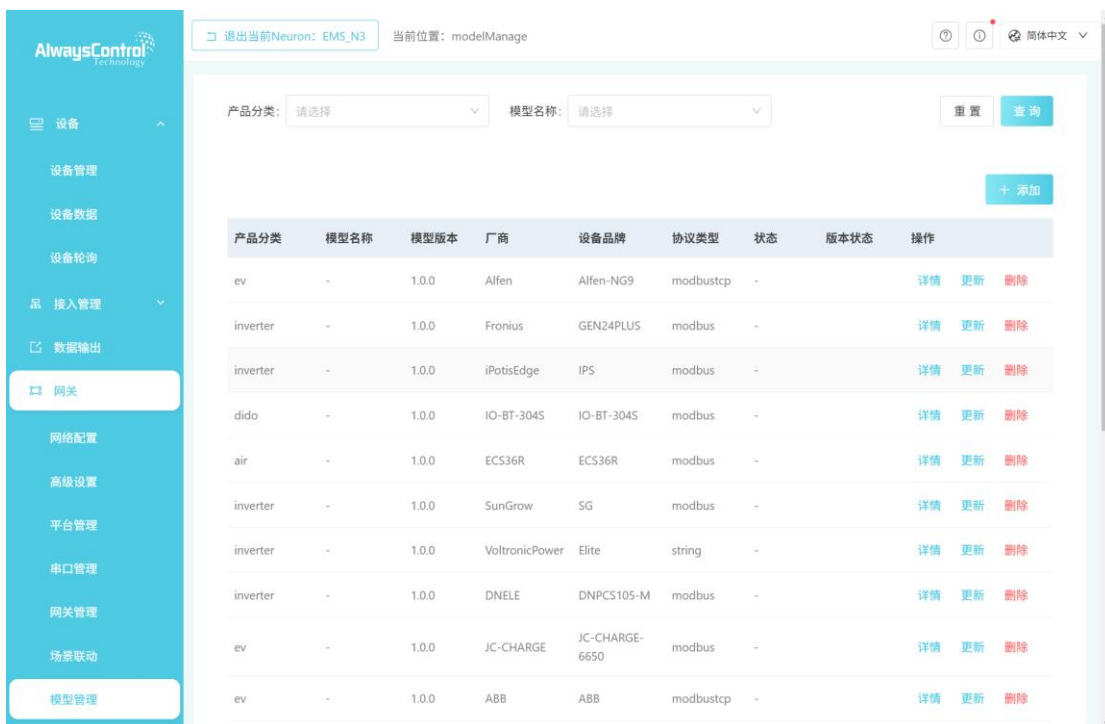 AlwaysControl
Technology
退出当前Neuron：EMS_N3
当前位置：modelManage
简体中文
设备
设备管理
设备数据
设备轮询
接入管理
数据输出
网关
网络配置
高级设置
平台管理
串口管理
网关管理
场景联动
模型管理
产品分类： 请选择
模型名称： 请选择
重置
查询
+ 添加
产品分类 模型名称 模型版本 厂商 设备品牌 协议类型 状态 版本状态 操作
ev - 1.0.0 Alfen Alfen-NG9 modbustcp - 详情 更新 删除
inverter - 1.0.0 Fronius GEN24PLUS modbus - 详情 更新 删除
inverter - 1.0.0 iPotisEdge IPS modbus - 详情 更新 删除
dido - 1.0.0 IO-BT-304S IO-BT-304S modbus - 详情 更新 删除
air - 1.0.0 ECS36R ECS36R modbus - 详情 更新 删除
inverter - 1.0.0 SunGrow SG modbus - 详情 更新 删除
inverter - 1.0.0 VoltronicPower Elite string - 详情 更新 删除
inverter - 1.0.0 DNELE DNPCS105-M modbus - 详情 更新 删除
ev - 1.0.0 JC-CHARGE JC-CHARGE-6650 modbus - 详情 更新 删除
ev - 1.0.0 ABB ABB modbustcp - 详情 更新 删除